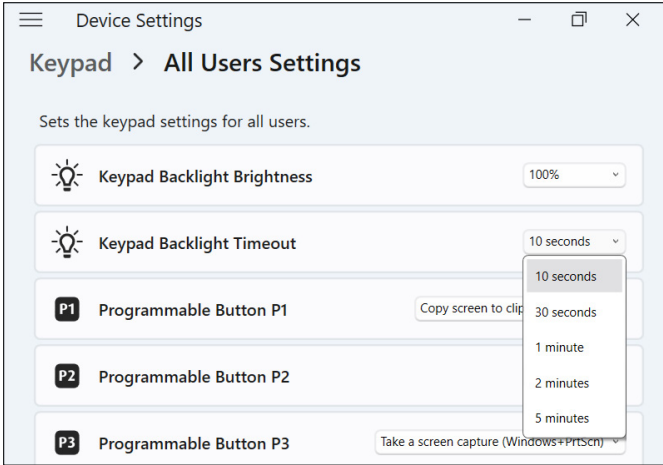 Device Settings
Keypad > All Users Settings
Sets the keypad settings for all users.
Keypad Backlight Brightness 100%
Keypad Backlight Timeout 10 seconds
10 seconds
P1 Programmable Button P1 Copy screen to clip
30 seconds
1 minute
P2 Programmable Button P2
2 minutes
5 minutes
P3 Programmable Button P3 Take a screen capture (Windows+PrtScn)